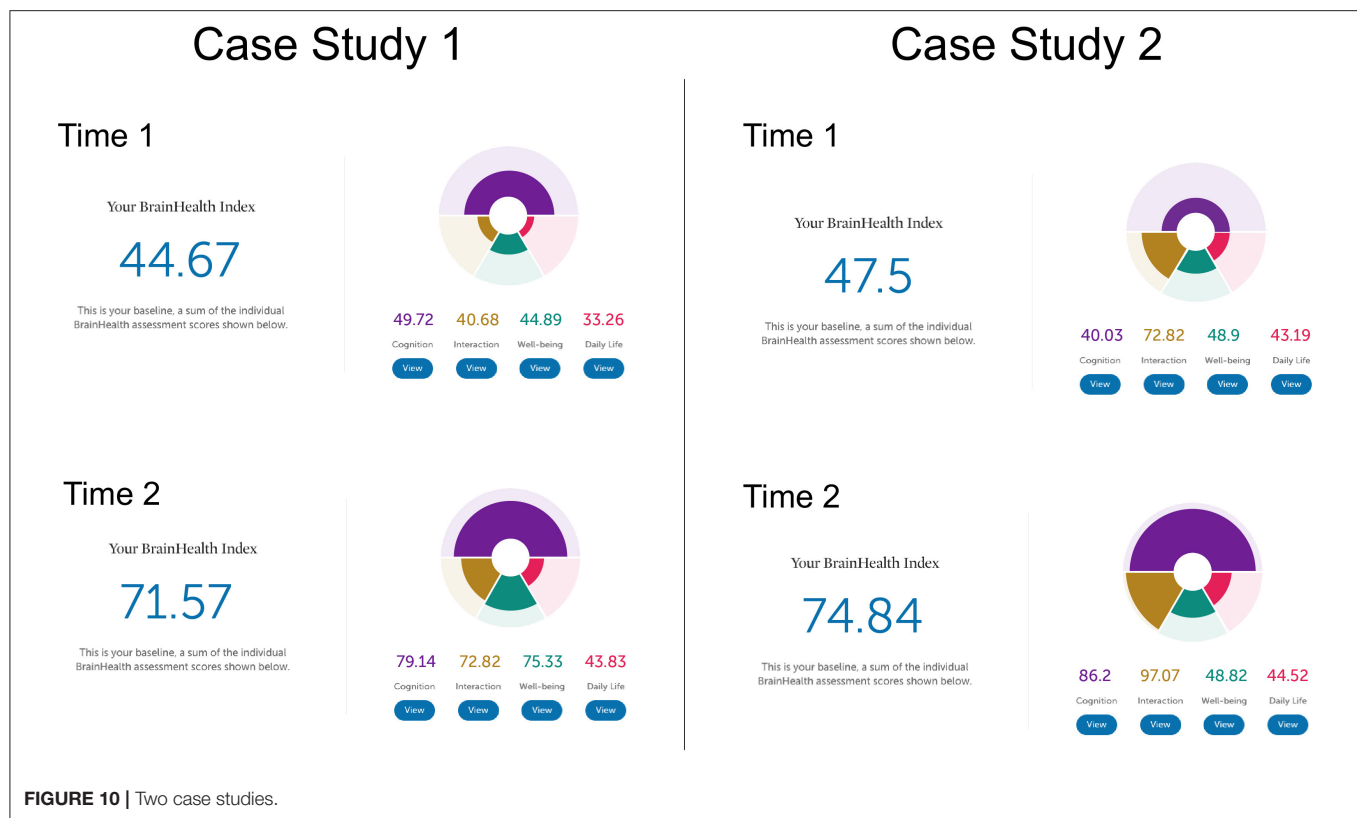 Case Study 1
Time 1
Your BrainHealth Index
44.67
This is your baseline, a sum of the individual
BrainHealth assessment scores shown below.
49.72 40.68 44.89 33.26
Cognition Interaction Well-being Daily Life
View View View View
Time 2
Your BrainHealth Index
71.57
This is your baseline, a sum of the individual
BrainHealth assessment scores shown below.
79.14 72.82 75.33 43.83
Cognition Interaction Well-being Daily Life
View View View View
Case Study 2
Time 1
Your BrainHealth Index
47.5
This is your baseline, a sum of the individual
BrainHealth assessment scores shown below.
40.03 72.82 48.9 43.19
Cognition Interaction Well-being Daily Life
View View View View
Time 2
Your BrainHealth Index
74.84
This is your baseline, a sum of the individual
BrainHealth assessment scores shown below.
86.2 97.07 48.82 44.52
Cognition Interaction Well-being Daily Life
View View View View
FIGURE 10 | Two case studies.